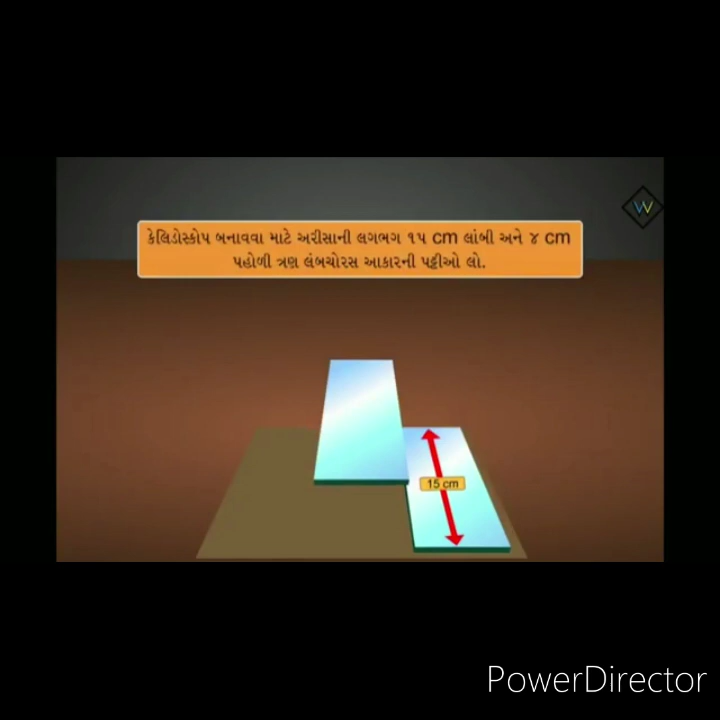 કેલિડોસ્કોપ બનાવવા માટે અરીસાની લગભગ ૧૫ cm લાંબી અને ૪ cm
પહોળી ત્રણ લંબચોરસ આકારની પટ્ટીઓ લો.
15 cm
PowerDirector